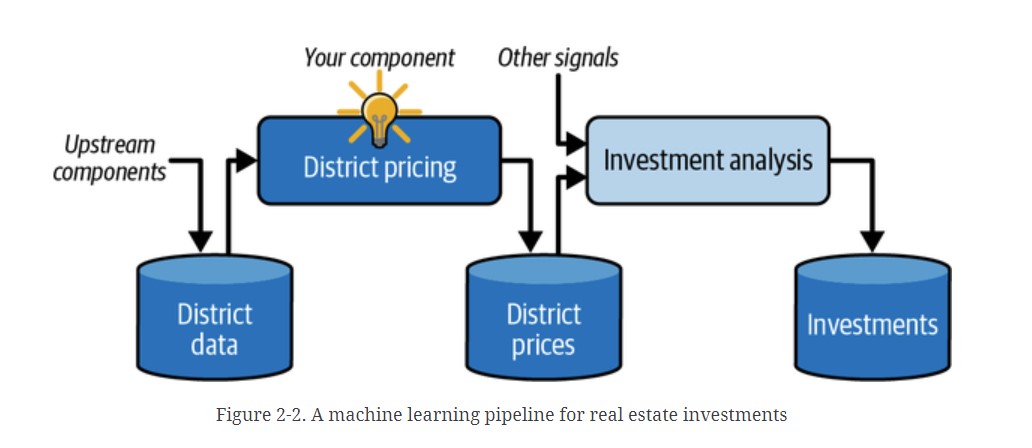 Your component
Other signals
Upstream
components
District pricing
Investment analysis
District
data
District
prices
Investments
Figure 2-2. A machine learning pipeline for real estate investments